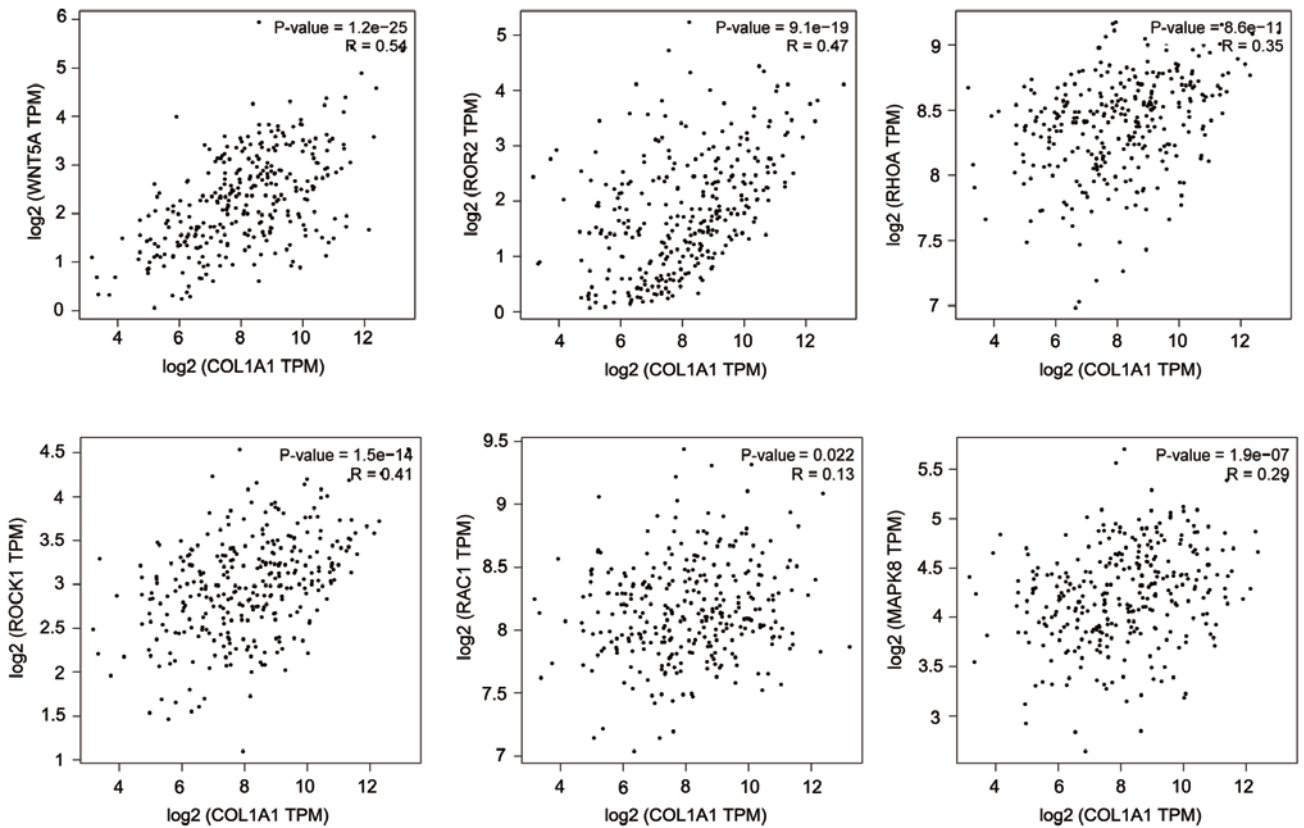 P-value = 1.2e−25
R = 0.54
log2 (WNT5A TPM)
6
5
4
3
2
1
0
4 6 8 10 12
log2 (COL1A1 TPM)
P-value = 9.1e−19
R = 0.47
log2 (ROR2 TPM)
5
4
3
2
1
0
4 6 8 10 12
log2 (COL1A1 TPM)
P-value = 8.6e−11
R = 0.35
log2 (RHOA TPM)
9
8.5
8
7.5
7
4 6 8 10 12
log2 (COL1A1 TPM)
P-value = 1.5e−14
R = 0.41
log2 (ROCK1 TPM)
4.5
4
3.5
3
2.5
2
1.5
1
4 6 8 10 12
log2 (COL1A1 TPM)
P-value = 0.022
R = 0.13
log2 (RAC1 TPM)
9.5
9
8.5
8
7.5
7
4 6 8 10 12
log2 (COL1A1 TPM)
P-value = 1.9e−07
R = 0.29
log2 (MAPK8 TPM)
5.5
5
4.5
4
3.5
3
4 6 8 10 12
log2 (COL1A1 TPM)